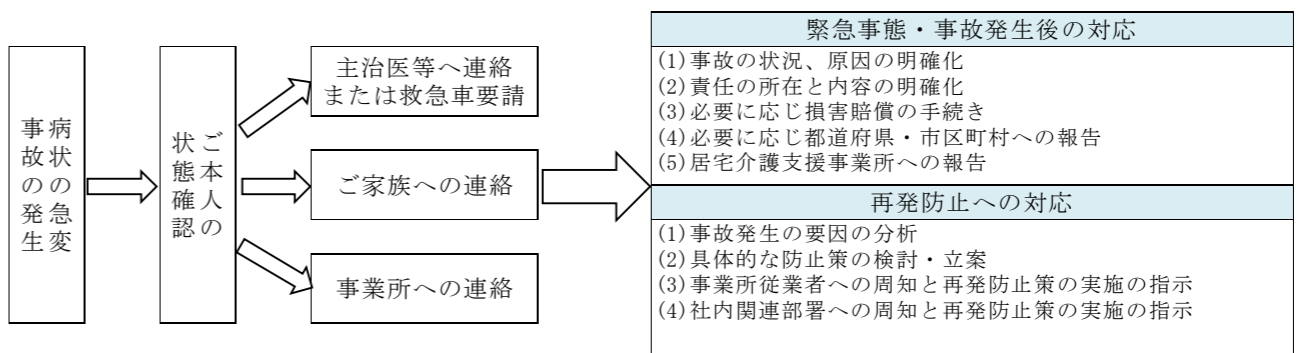 病状の急変
事故の発生
ご本人の
状態確認
主治医等へ連絡
または救急車要請
ご家族への連絡
事業所への連絡
緊急事態・事故発生後の対応
(1)事故の状況、原因の明確化
(2)責任の所在と内容の明確化
(3)必要に応じ損害賠償の手続き
(4)必要に応じ都道府県・市区町村への報告
(5)居宅介護支援事業所への報告
再発防止への対応
(1)事故発生の要因の分析
(2)具体的な防止策の検討・立案
(3)事業所従業者への周知と再発防止策の実施の指示
(4)社内関連部署への周知と再発防止策の実施の指示